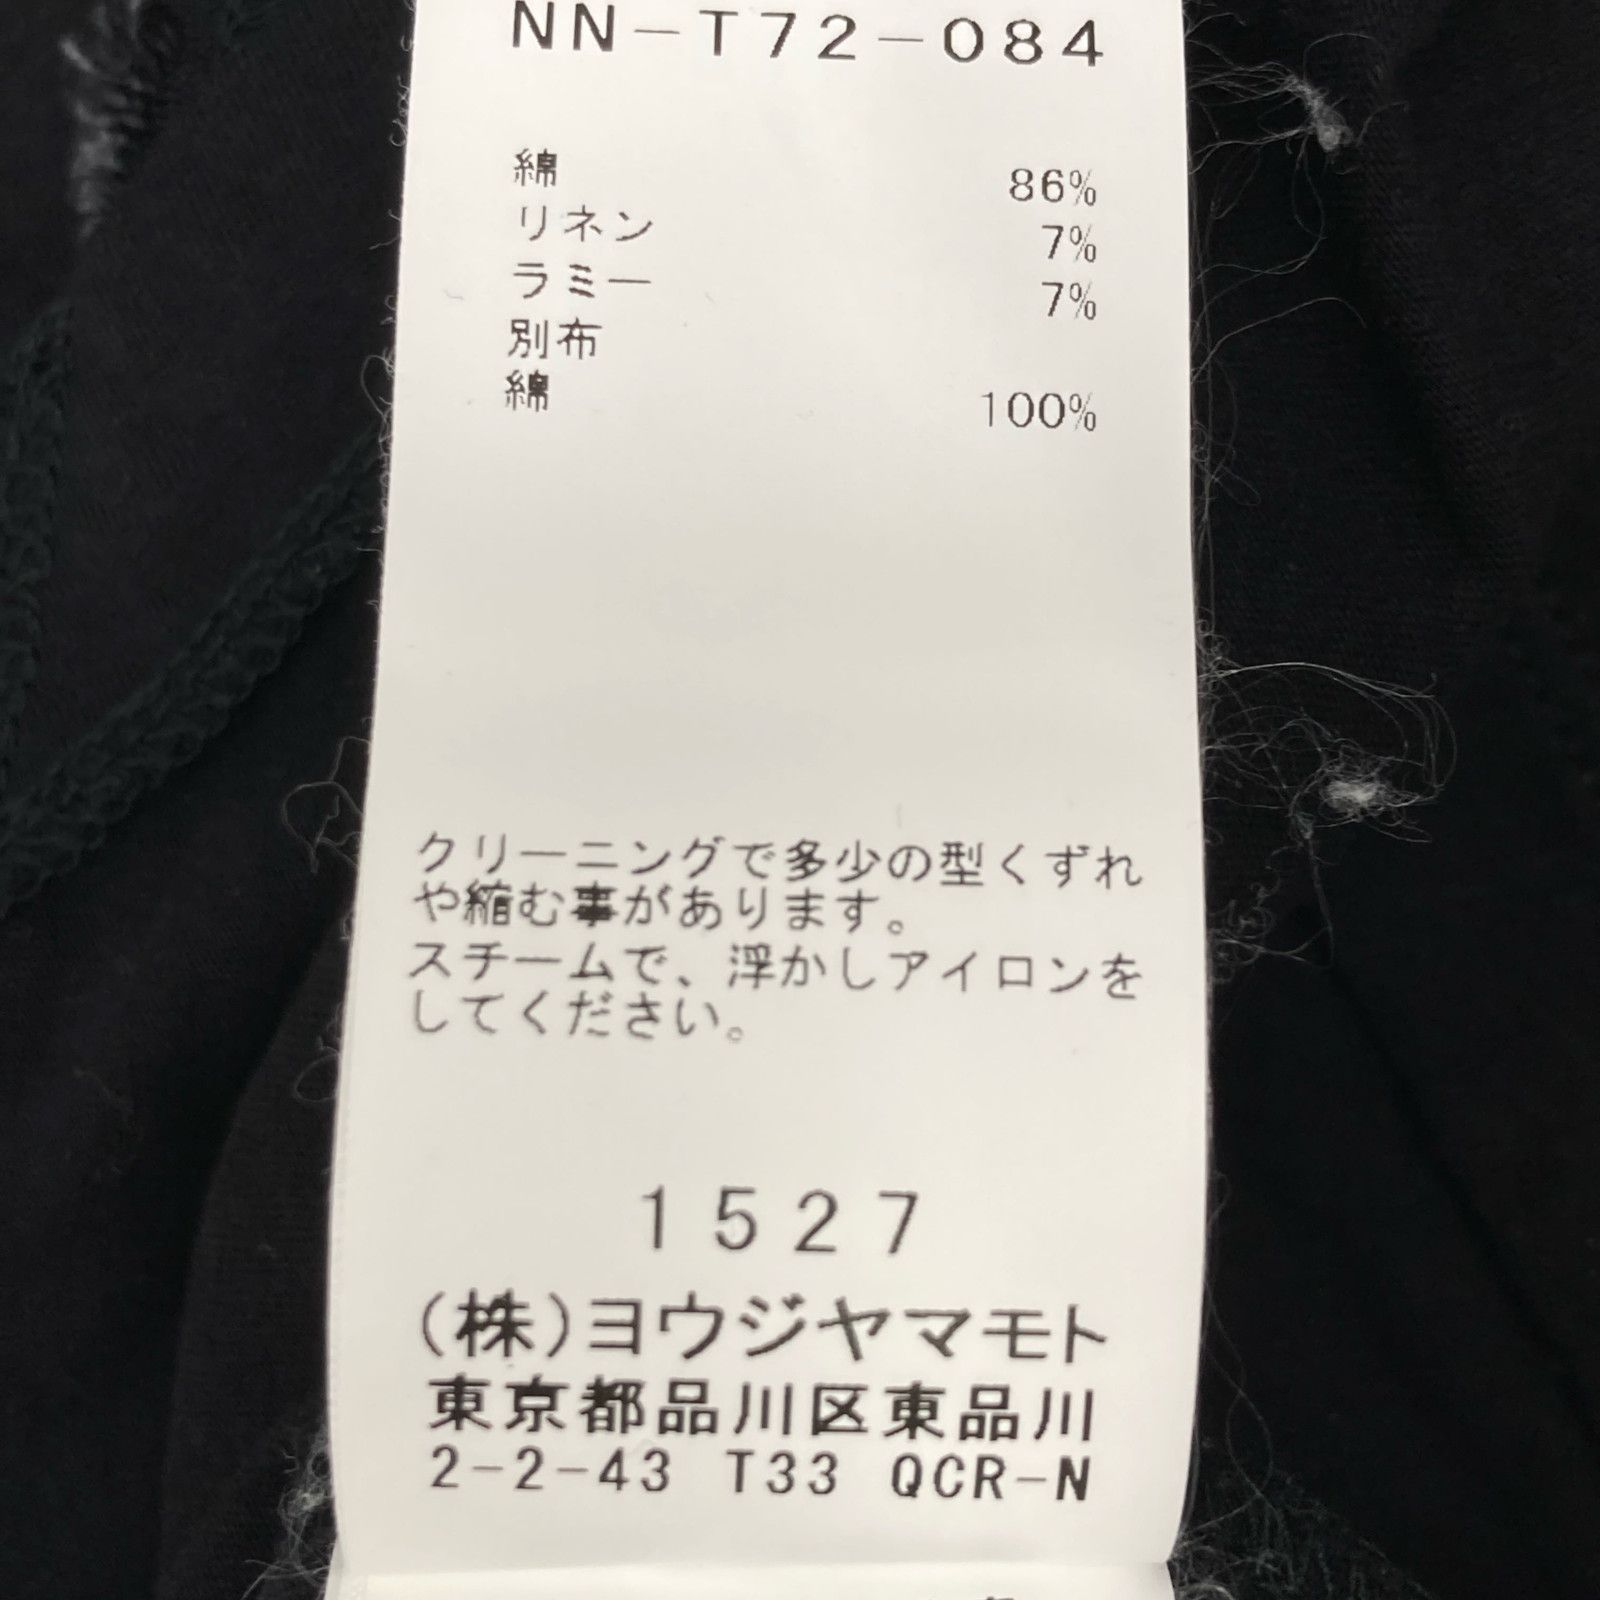 NN-T72-084
綿 86%
リネン 7%
ラミー 7%
別布
綿 100%
クリーニングで多少の型くずれ
や縮む事があります。
スチームで、浮かしアイロンを
してください。
1527
(株)ヨウジヤマモト
東京都品川区東品川
2-2-43 T33 QCR-N